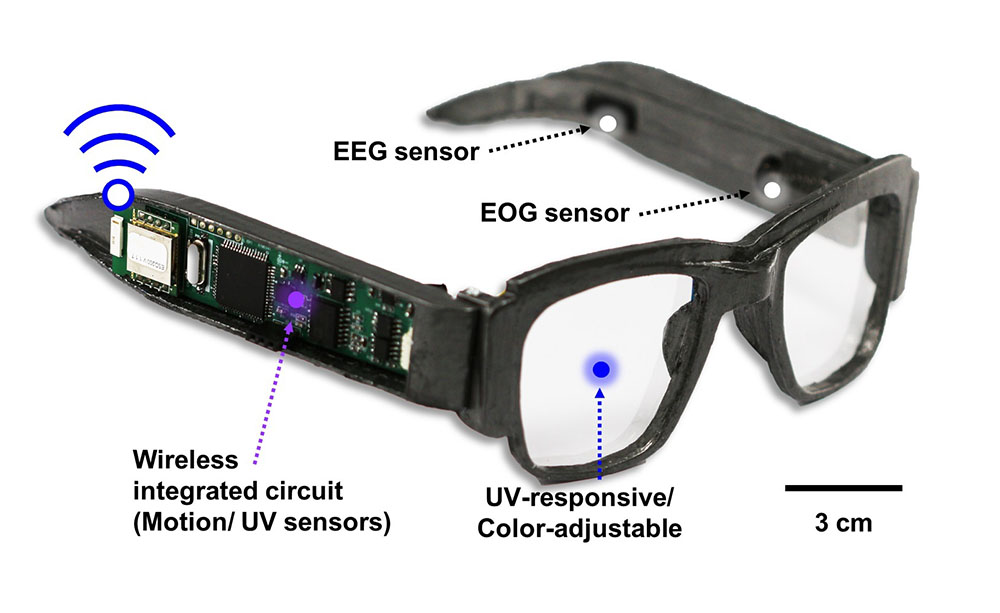 EEG sensor
EOG sensor
Wireless
integrated circuit
(Motion/ UV sensors)
UV-responsive/
Color-adjustable
3 cm